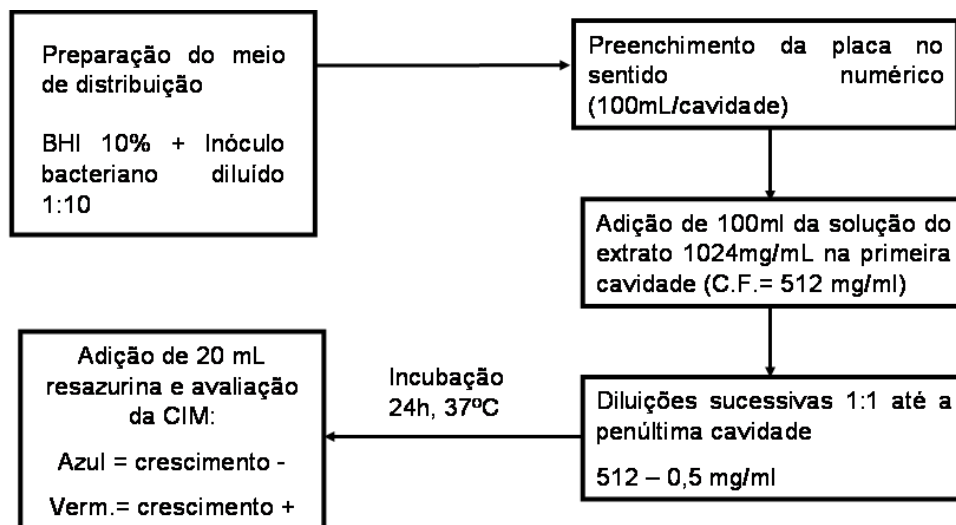 Preparação do meio
de distribuição
BHI 10% + Inóculo
bacteriano diluído
1:10
Preenchimento da placa no
sentido numérico
(100mL/cavidade)
Adição de 100ml da solução do
extrato 1024mg/mL na primeira
cavidade (C.F.= 512 mg/ml)
Diluições sucessivas 1:1 até a
penúltima cavidade
512 – 0,5 mg/ml
Incubação
24h, 37ºC
Adição de 20 mL
resazurina e avaliação
da CIM:
Azul = crescimento -
Verm.= crescimento +